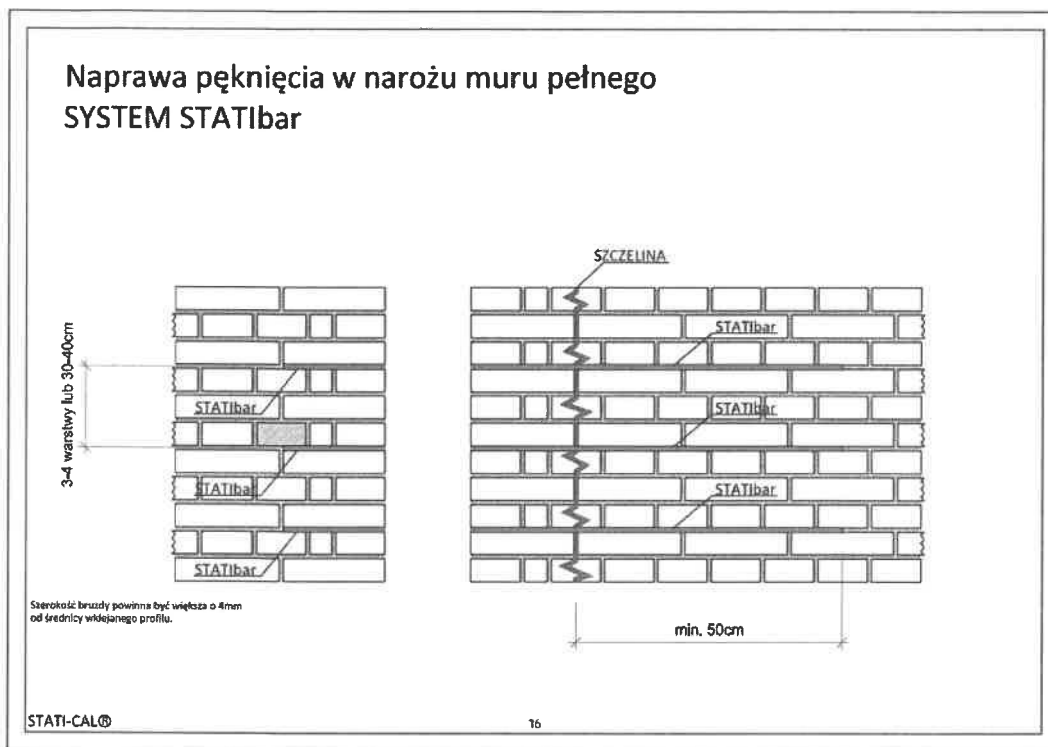 Naprawa pęknięcia w narożu muru pełnego
SYSTEM STATIbar
SZCZELINA
STATIbar
STATIbar
STATIbar
STATIbar
STATIbar
STATIbar
3-4 warstwy lub 30-40cm
Szerokość bruzdy powinna być większa o 4mm
od średnicy wklejanego profilu.
min. 50cm
STATI-CAL®
16